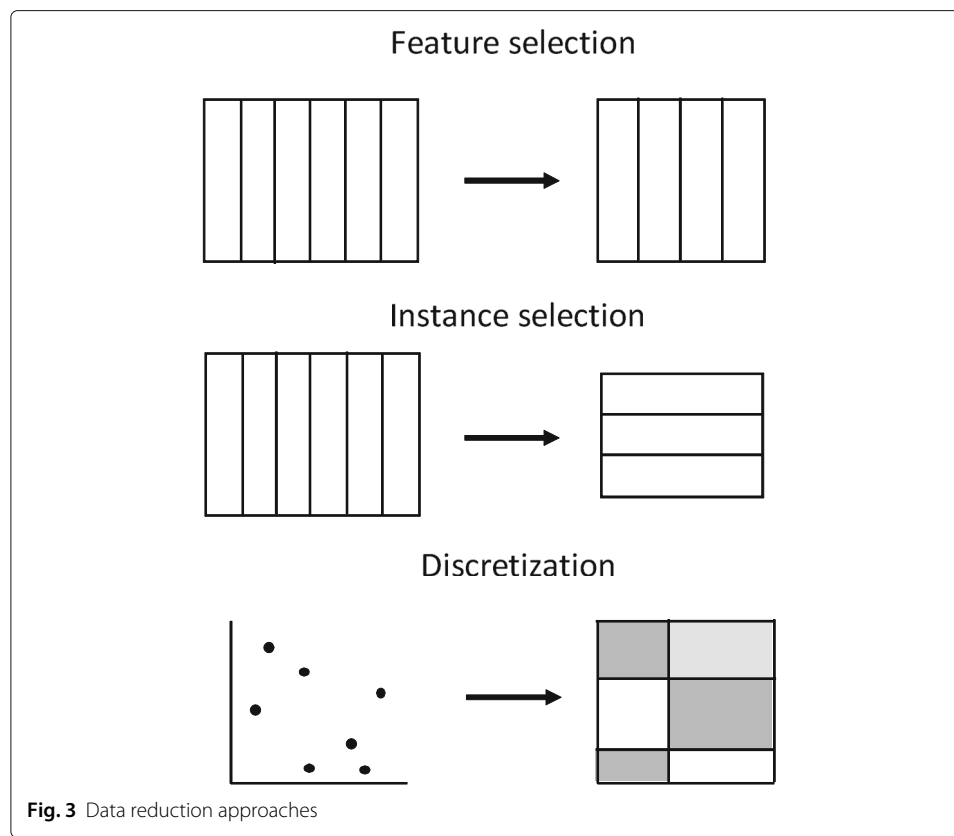 Feature selection
Instance selection
Discretization
Fig. 3 Data reduction approaches